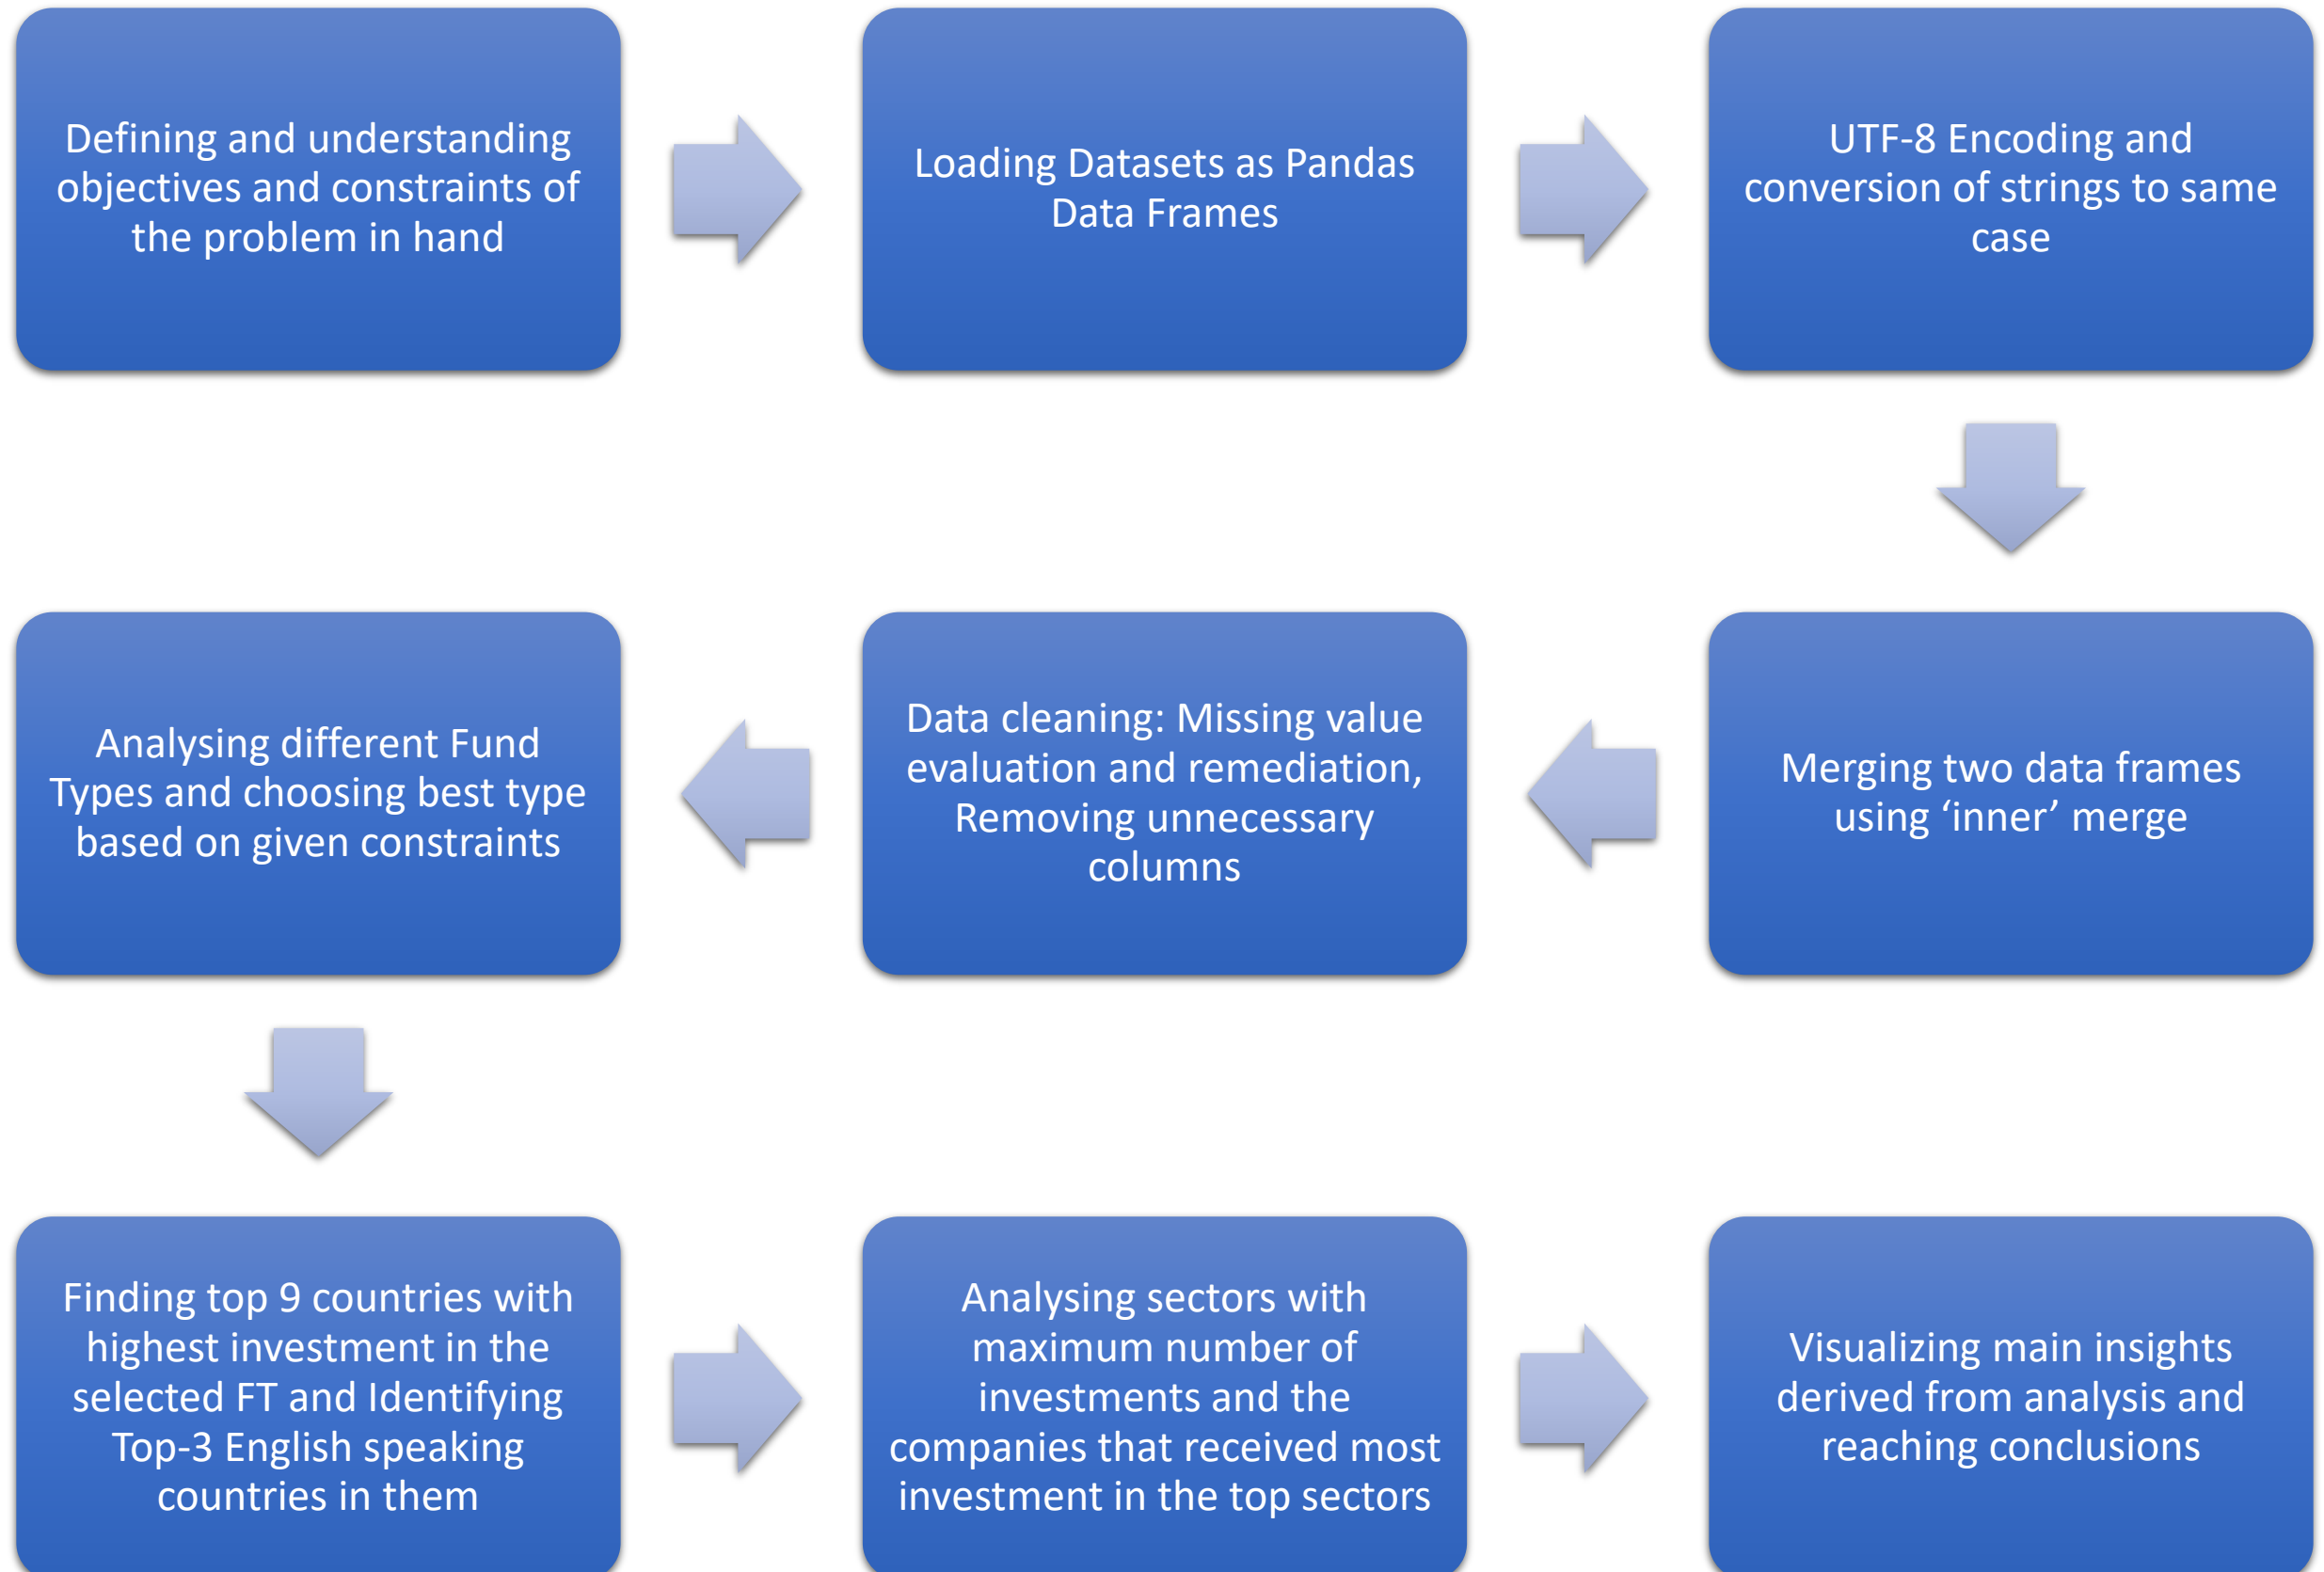 Defining and understanding
objectives and constraints of
the problem in hand
Loading Datasets as Pandas
Data Frames
UTF-8 Encoding and
conversion of strings to same
case
Merging two data frames
using ‘inner’ merge
Data cleaning: Missing value
evaluation and remediation,
Removing unnecessary
columns
Analysing different Fund
Types and choosing best type
based on given constraints
Finding top 9 countries with
highest investment in the
selected FT and Identifying
Top-3 English speaking
countries in them
Analysing sectors with
maximum number of
investments and the
companies that received most
investment in the top sectors
Visualizing main insights
derived from analysis and
reaching conclusions